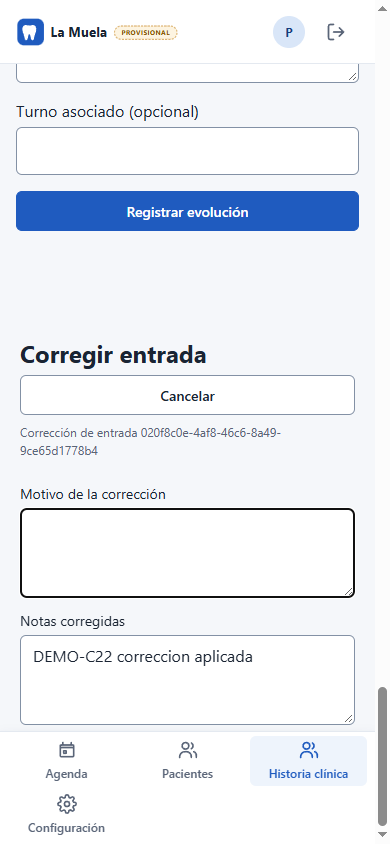 La Muela
PROVISIONAL
P
Turno asociado (opcional)
Registrar evolución
Corregir entrada
Cancelar
Corrección de entrada 020f8c0e-4af8-46c6-8a49-
9ce65d1778b4
Motivo de la corrección
Notas corregidas
DEMO-C22 correccion aplicada
Agenda
Pacientes
Historia clínica
Configuración